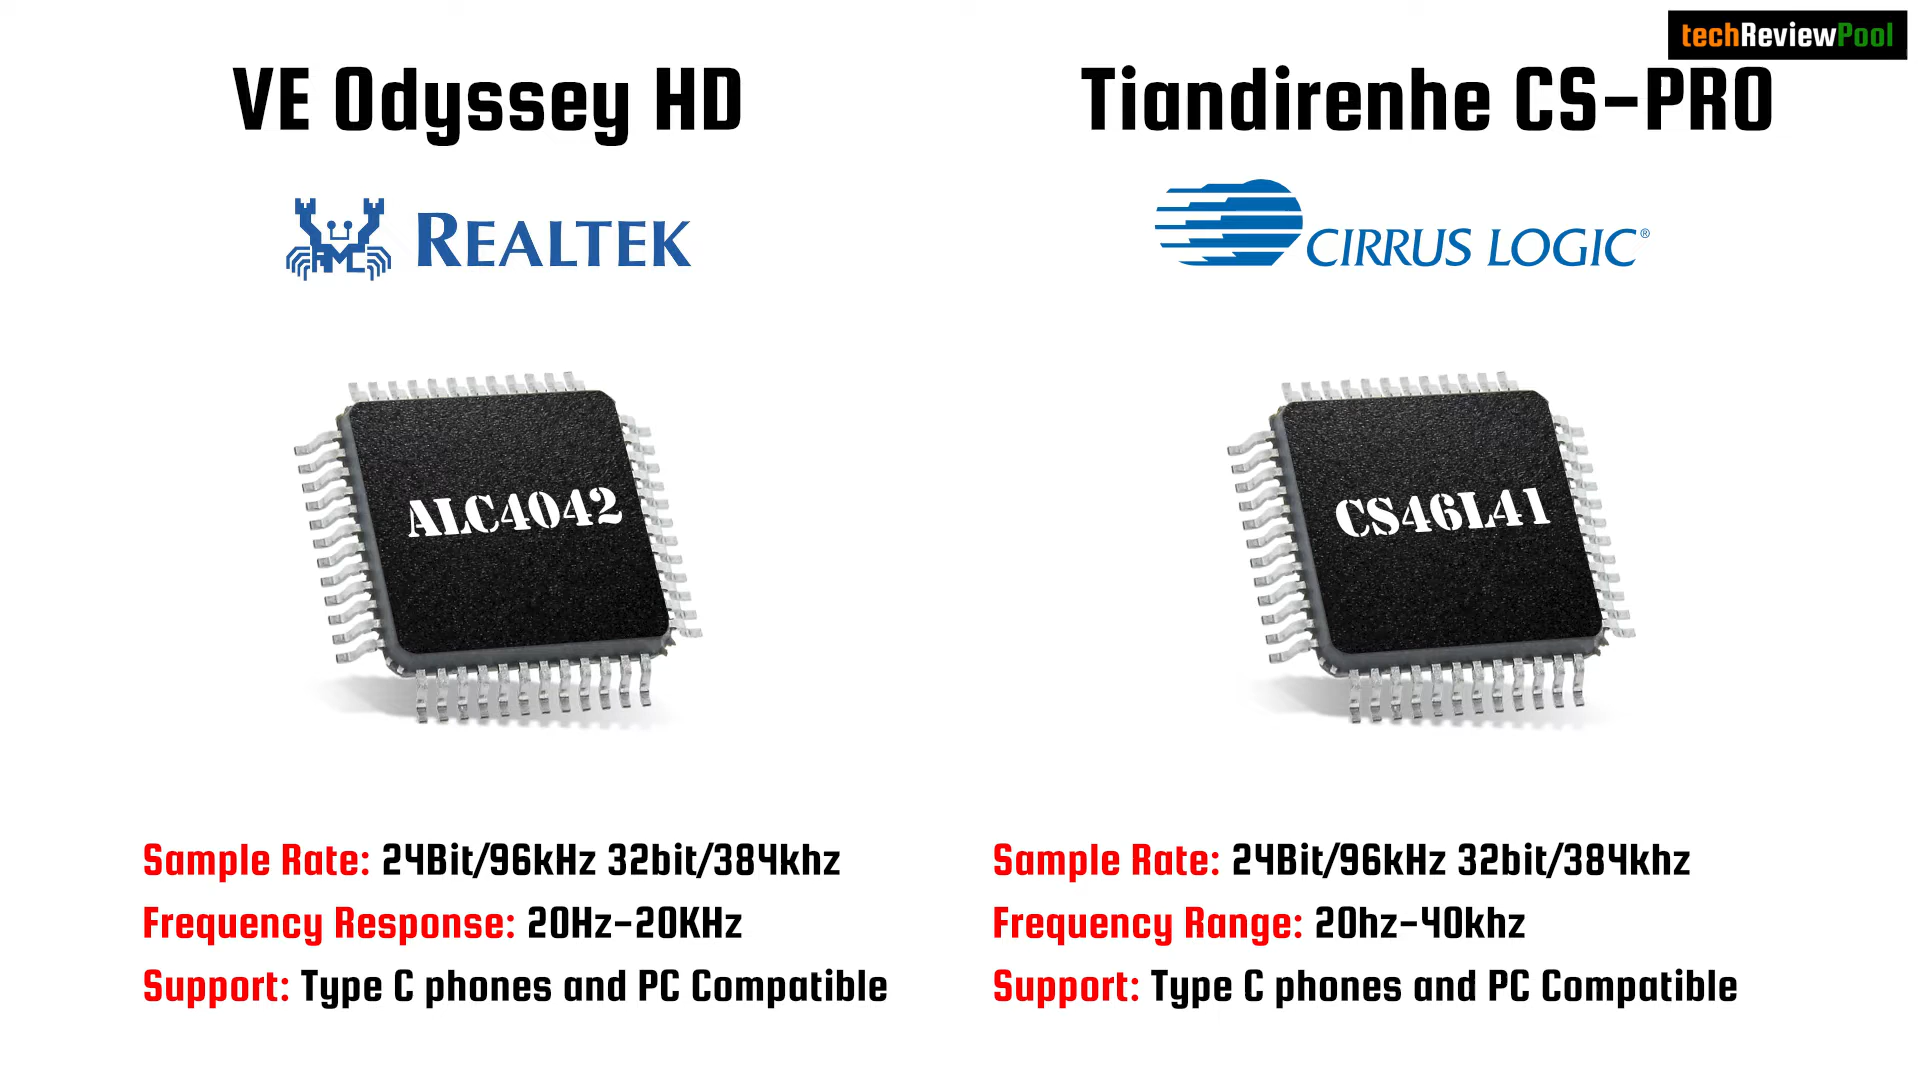 techReviewPool
VE Odyssey HD
REALTEK
ALC4042
Sample Rate: 24Bit/96kHz 32bit/384khz
Frequency Response: 20Hz-20KHz
Support: Type C phones and PC Compatible
Tiandirenhe CS-PRO
CIRRUS LOGIC®
CS46L41
Sample Rate: 24Bit/96kHz 32bit/384khz
Frequency Range: 20hz-40khz
Support: Type C phones and PC Compatible